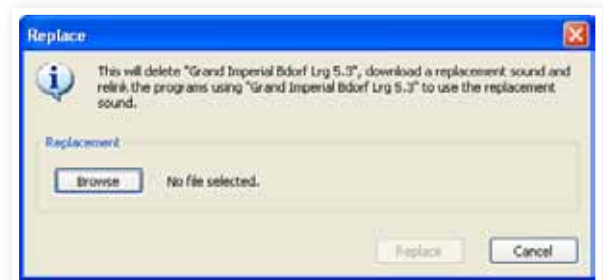 Replace
This will delete "Grand Imperial Bdorf Lrg 5.3", download a replacement sound and
relink the programs using "Grand Imperial Bdorf Lrg 5.3" to use the replacement
sound.
Replacement
Browse No file selected.
Replace Cancel